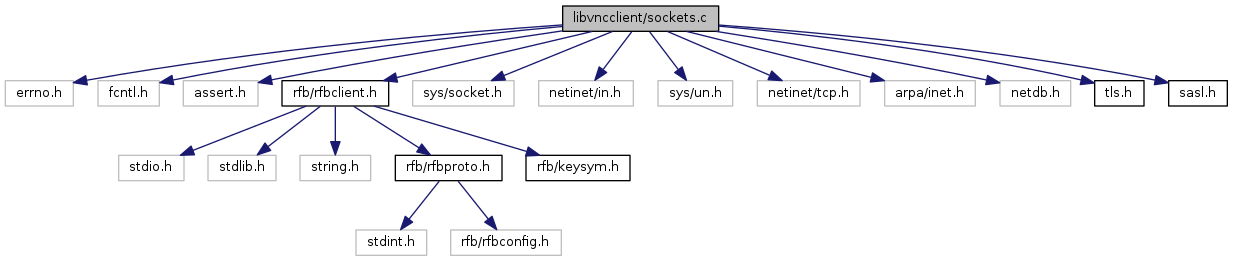 libvncclient/sockets.c
errno.h
fcntl.h
assert.h
rfb/rfbclient.h
sys/socket.h
netinet/in.h
sys/un.h
netinet/tcp.h
arpa/inet.h
netdb.h
tls.h
sasl.h
stdio.h
stdlib.h
string.h
rfb/rfbproto.h
rfb/keysym.h
stdint.h
rfb/rfbconfig.h